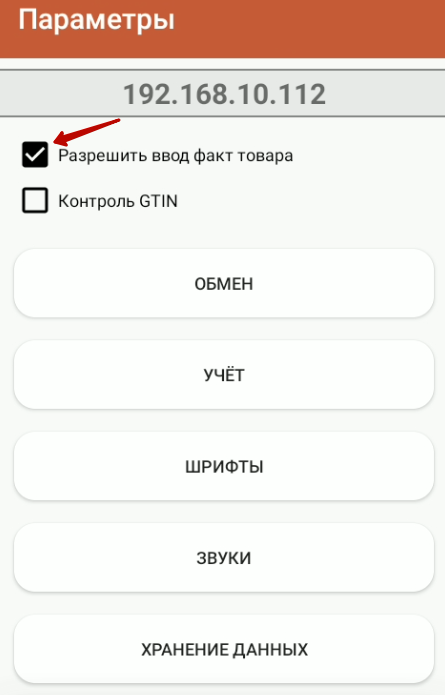 Параметры
192.168.10.112
Разрешить ввод факт товара
Контроль GTIN
ОБМЕН
УЧЁТ
ШРИФТЫ
ЗВУКИ
ХРАНЕНИЕ ДАННЫХ